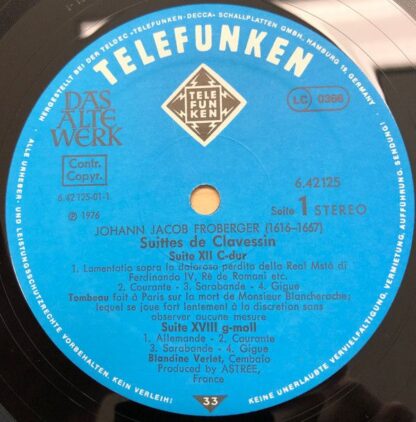 HERGESTELLT BEI DER TELDEC »TELEFUNKEN-DECCA« SCHALLPLATTEN GMBH, HAMBURG 19, GERMANY
TELEFUNKEN
DAS
ALTE
WERK
TELE
FUN
KEN
LC 0366
Contr.
Copyr.
6.42125-01-1
℗ 1976
6.42125
Seite 1 STEREO
JOHANN JACOB FROBERGER (1616-1667)
Suittes de Clavessin
Suite XII C-dur
1. Lamentatio sopra la dolorosa perdita della Real Mstà di
Ferdinando IV, Rè de Romani etc.
2. Courante - 3. Sarabande - 4. Gigue
Tombeau fait à Paris sur la mort de Monsieur Blancheroche;
lequel se joue fort lentement à la discretion sans
observer aucune mesure
Suite XVIII g-moll
1. Allemande - 2. Courante
3. Sarabande - 4. Gigue
Blandine Verlet, Cembalo
Produced by ASTREE,
France
33
ALLE URHEBER- UND LEISTUNGSSCHUTZRECHTE VORBEHALTEN. KEIN VERLEIH!
KEINE UNERLAUBTE VERVIELFÄLTIGUNG, VERMIETUNG, AUFFÜHRUNG, SENDUNG!